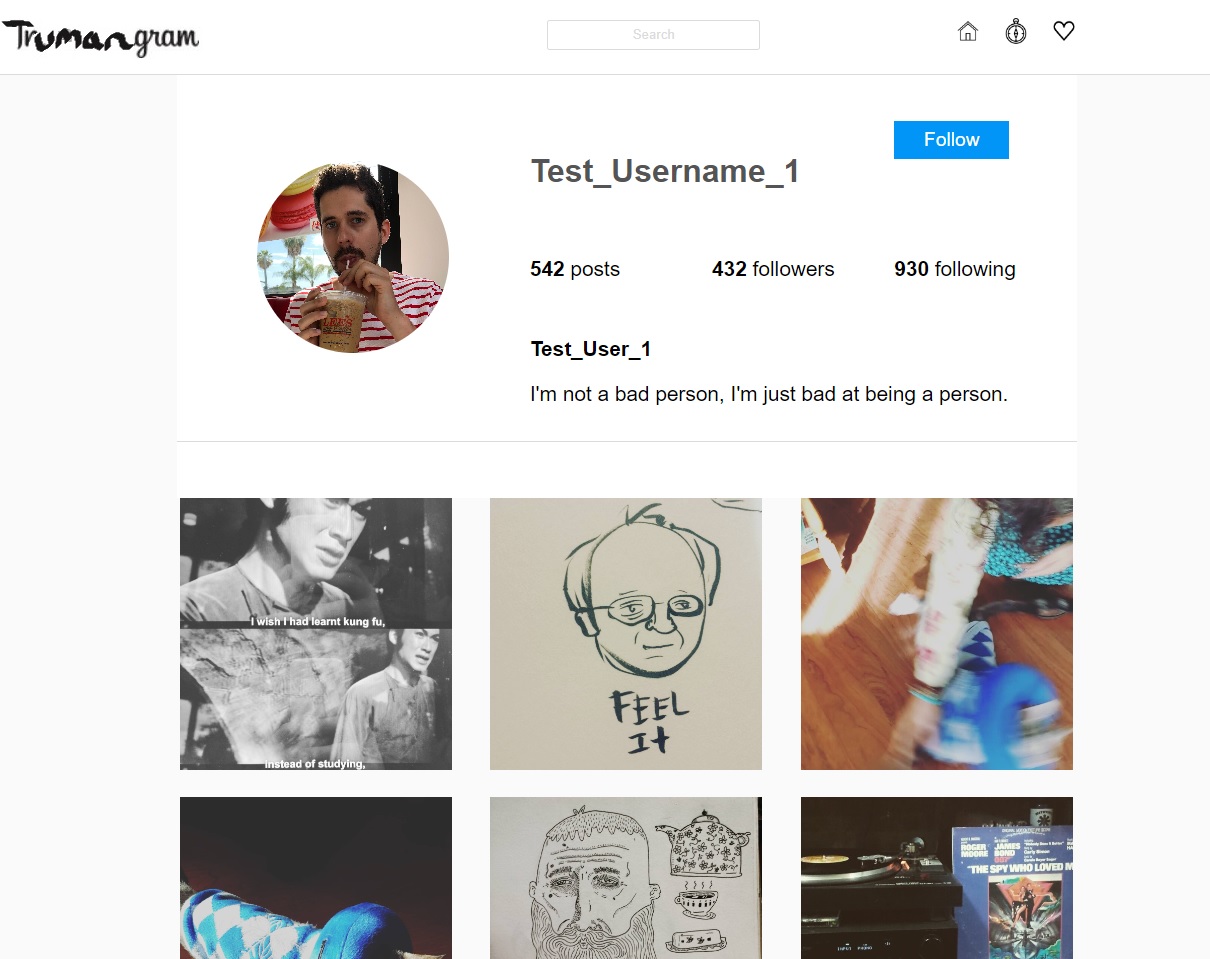 Trumangram
Search
Follow
Test_Username_1
542 posts 432 followers 930 following
Test_User_1
I'm not a bad person, I'm just bad at being a person.
I wish I had learnt kung fu,
instead of studying,
FEEL
IT
LEE'S
ROGER
MOORE
JAMES
BOND
007
"THE SPY WHO LOVED M